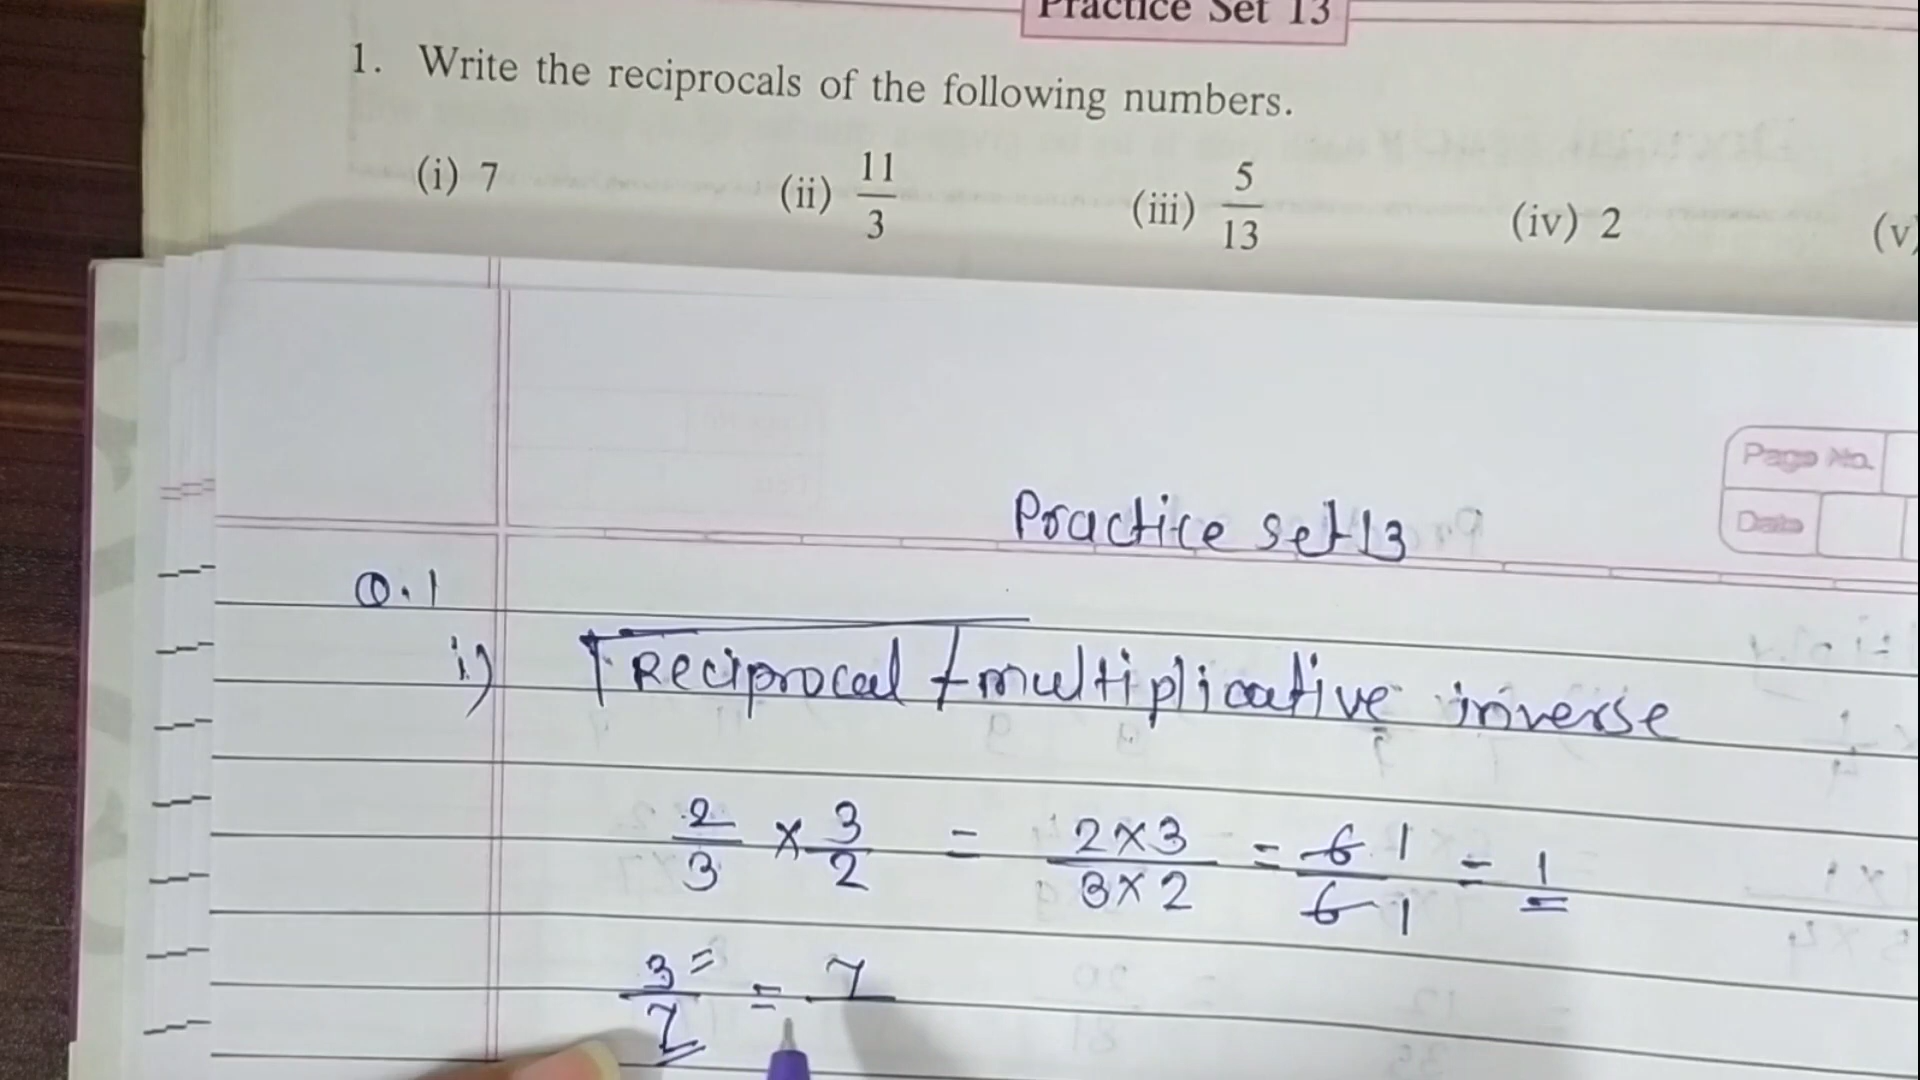 Practice Set 13
1. Write the reciprocals of the following numbers.
(i) 7 (ii) 11/3 (iii) 5/13 (iv) 2 (v)
Page No.
Date
Practice set 13
Q.1
i) Reciprocal + multiplicative inverse
2/3 × 3/2 = 2×3/3×2 = 6 1/6 1 = 1
3/7 = 7